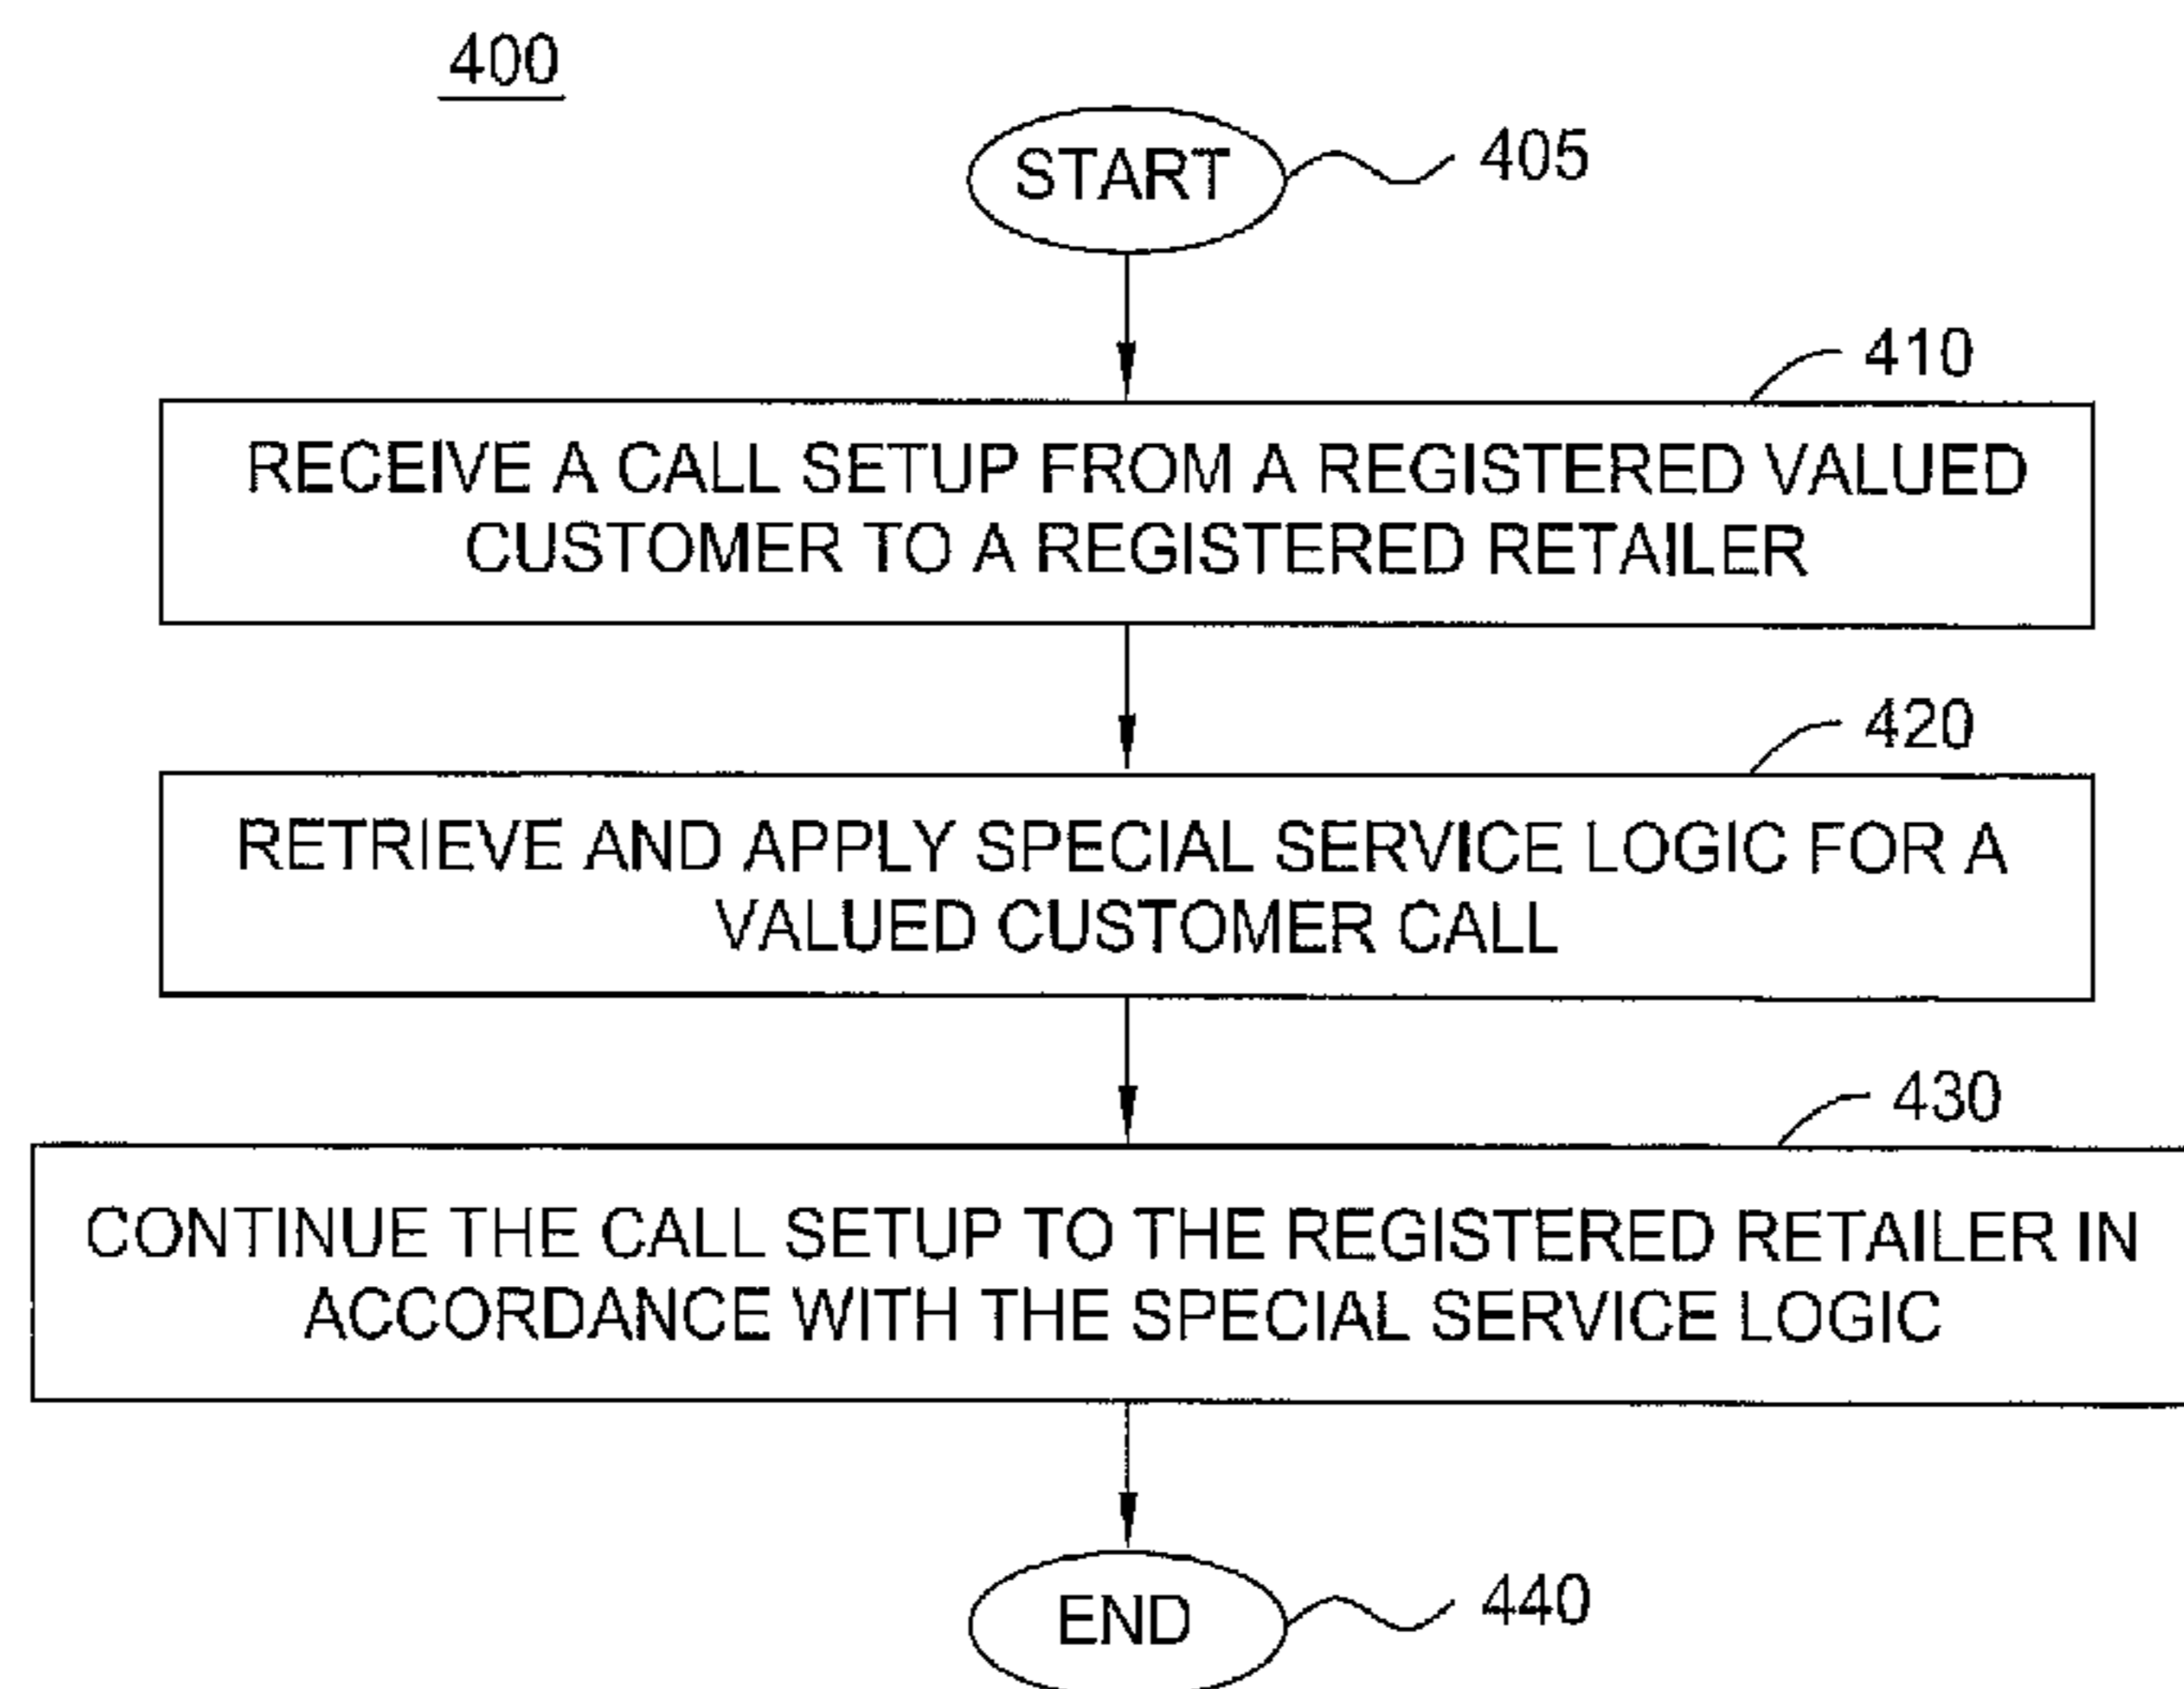 400
START
405
410
RECEIVE A CALL SETUP FROM A REGISTERED VALUED
CUSTOMER TO A REGISTERED RETAILER
420
RETRIEVE AND APPLY SPECIAL SERVICE LOGIC FOR A
VALUED CUSTOMER CALL
430
CONTINUE THE CALL SETUP TO THE REGISTERED RETAILER IN
ACCORDANCE WITH THE SPECIAL SERVICE LOGIC
END
440